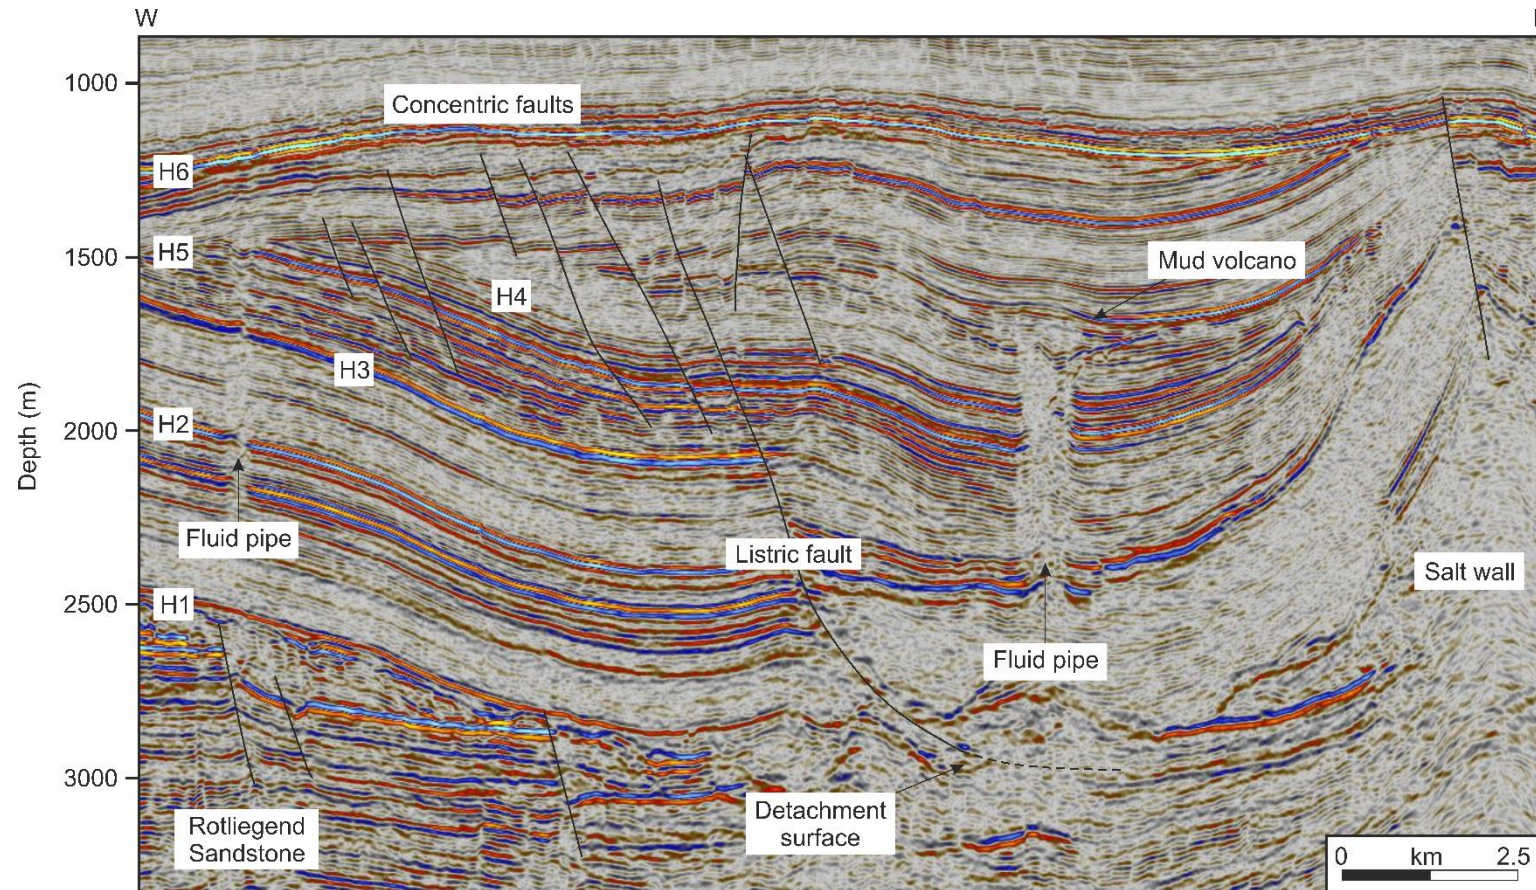 W
1000
Concentric faults
H6
H5
1500
Mud volcano
H4
H3
Depth (m)
H2
2000
Fluid pipe
Listric fault
Salt wall
H1
2500
Fluid pipe
3000
Detachment
surface
Rotliegend
Sandstone
0 km 2.5